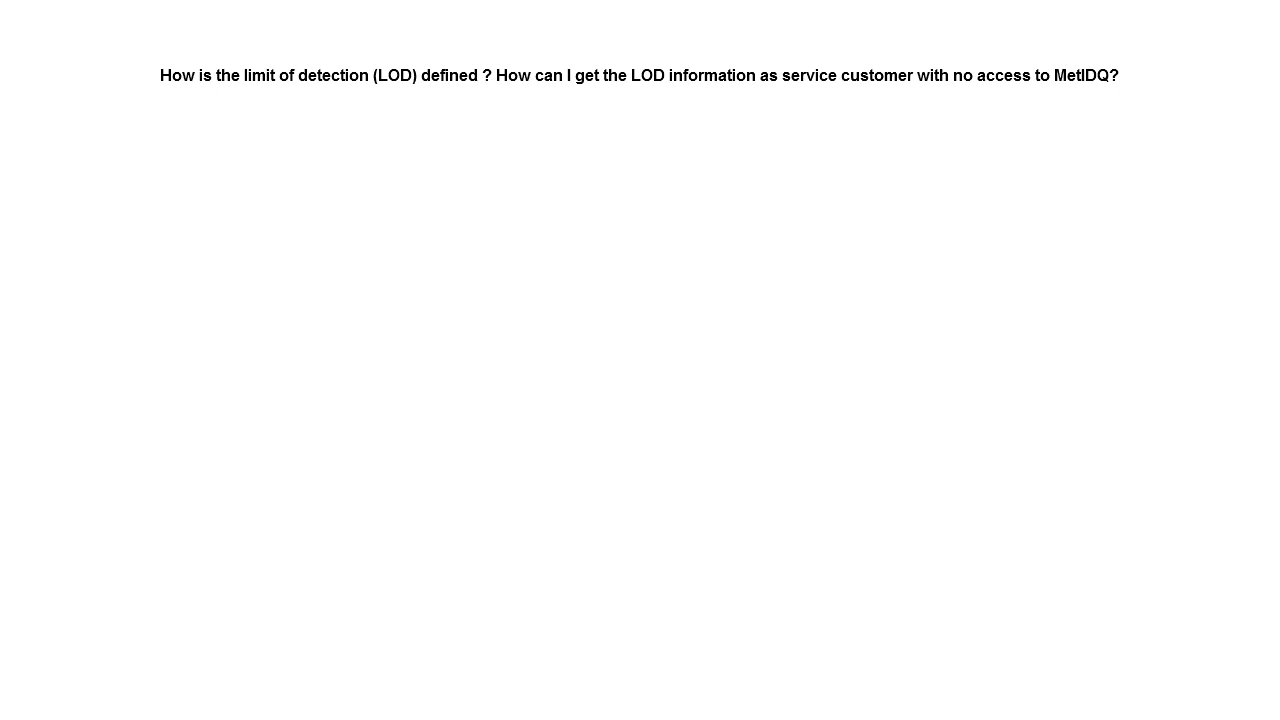 How is the limit of detection (LOD) defined ? How can I get the LOD information as service customer with no access to MetIDQ?